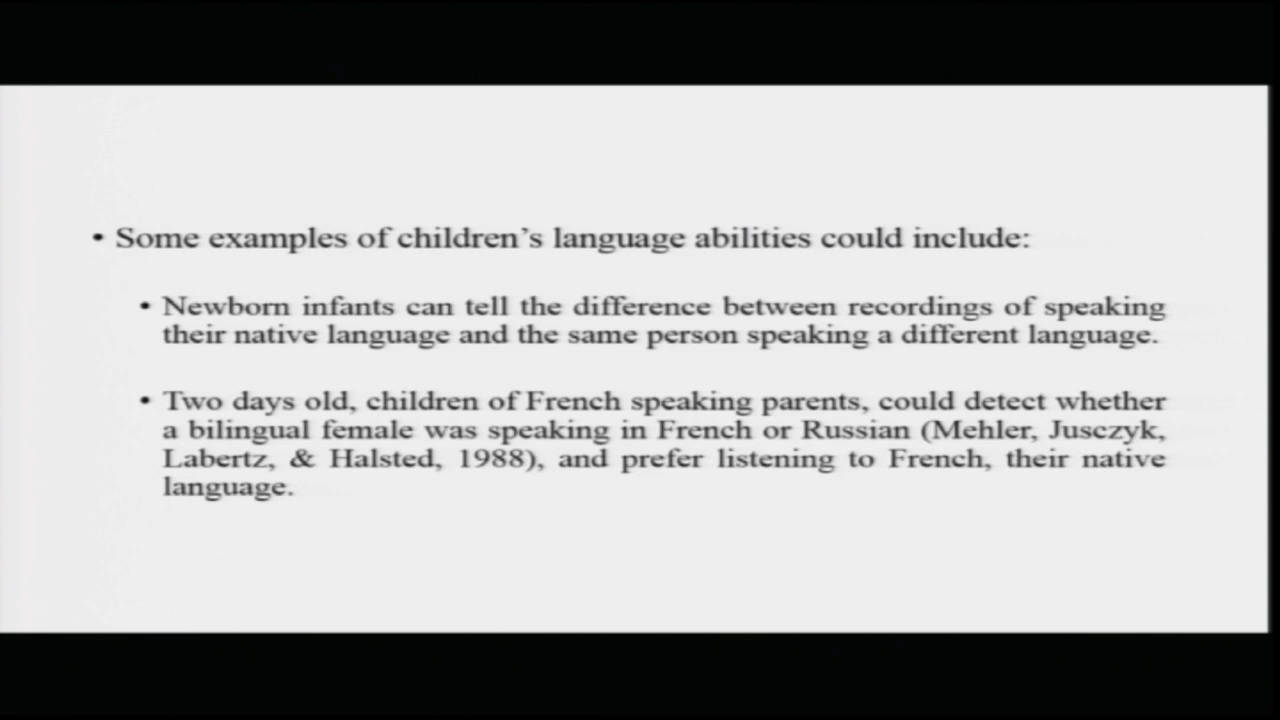 • Some examples of children's language abilities could include:
• Newborn infants can tell the difference between recordings of speaking
their native language and the same person speaking a different language.
• Two days old, children of French speaking parents, could detect whether
a bilingual female was speaking in French or Russian (Mehler, Jusczyk,
Labertz, & Halsted, 1988), and prefer listening to French, their native
language.